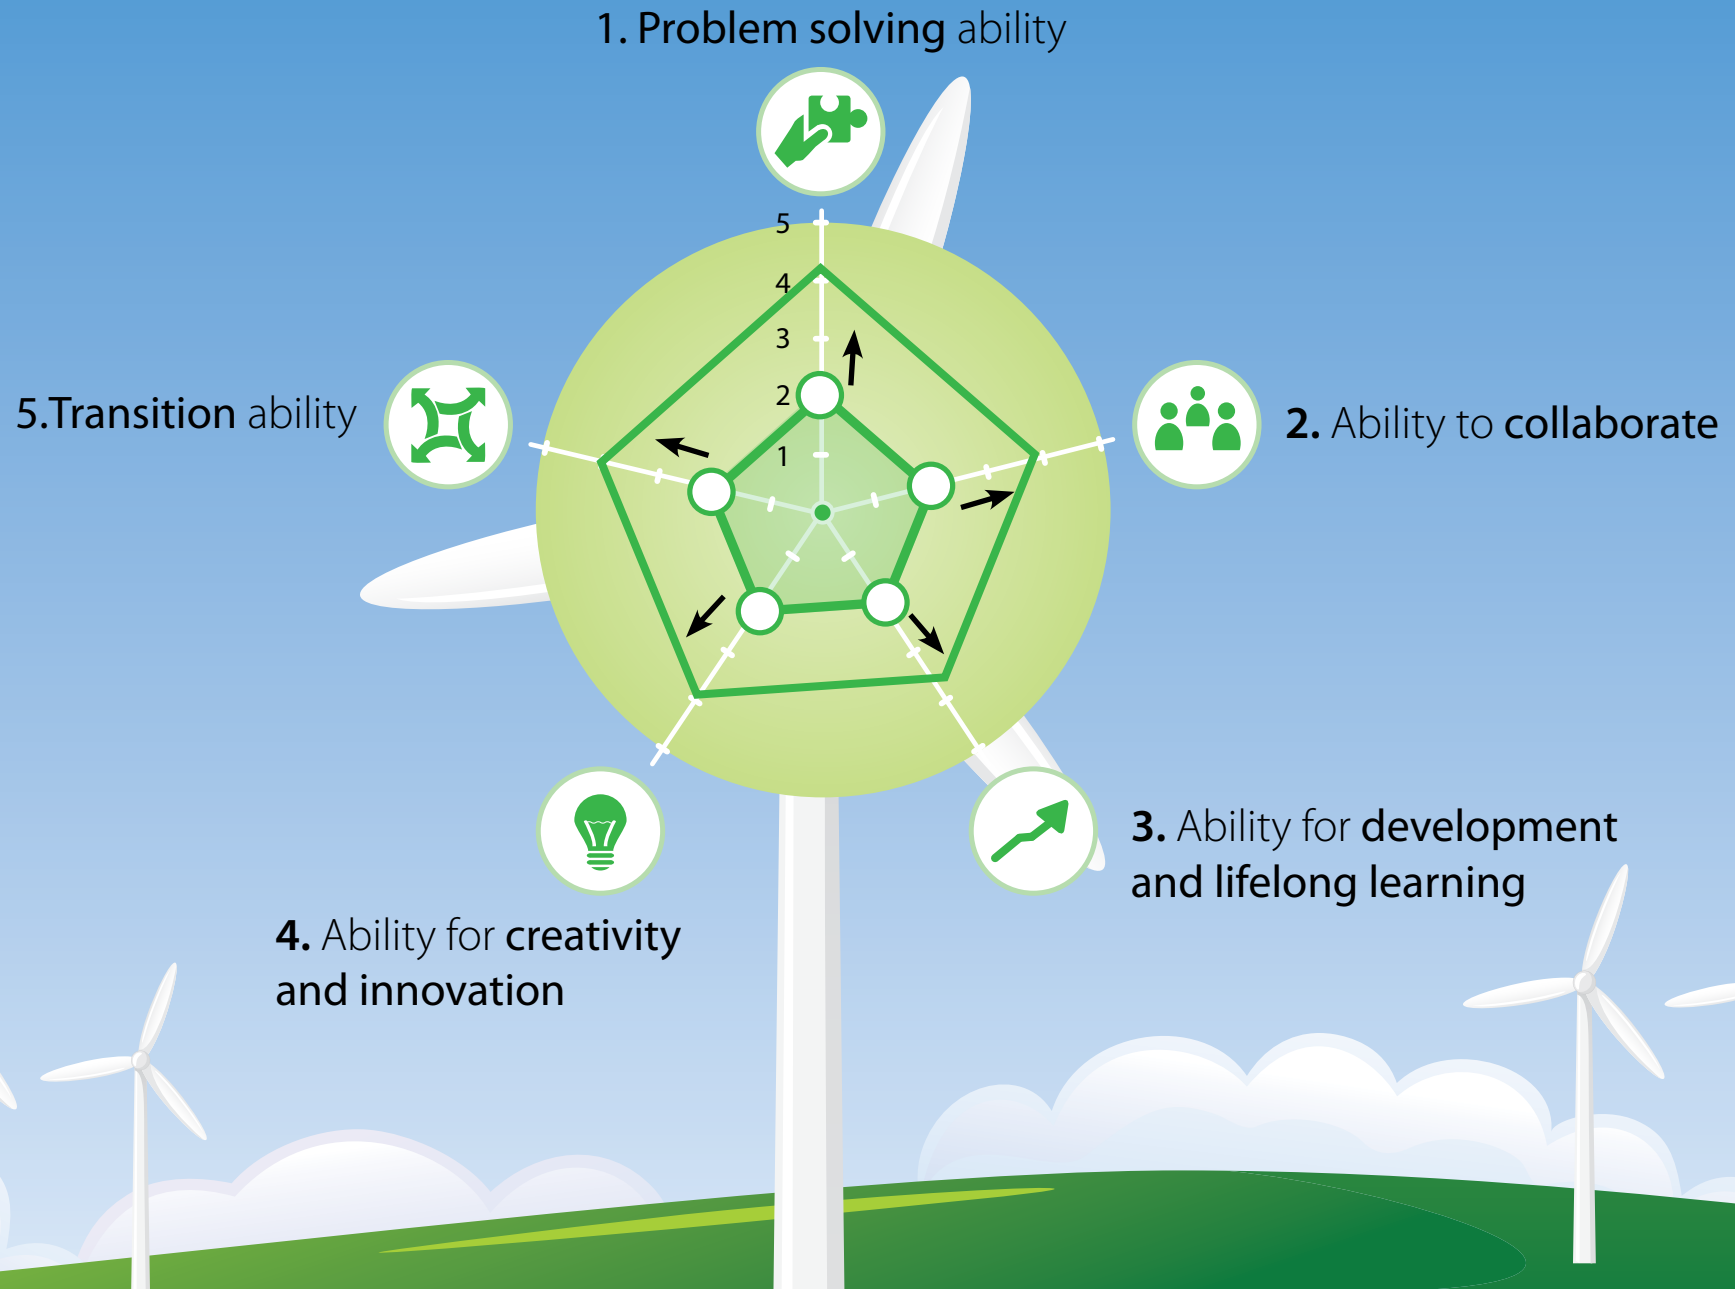 1. Problem solving ability
5
4
3
2
1
5.Transition ability
2. Ability to collaborate
3. Ability for development
and lifelong learning
4. Ability for creativity
and innovation